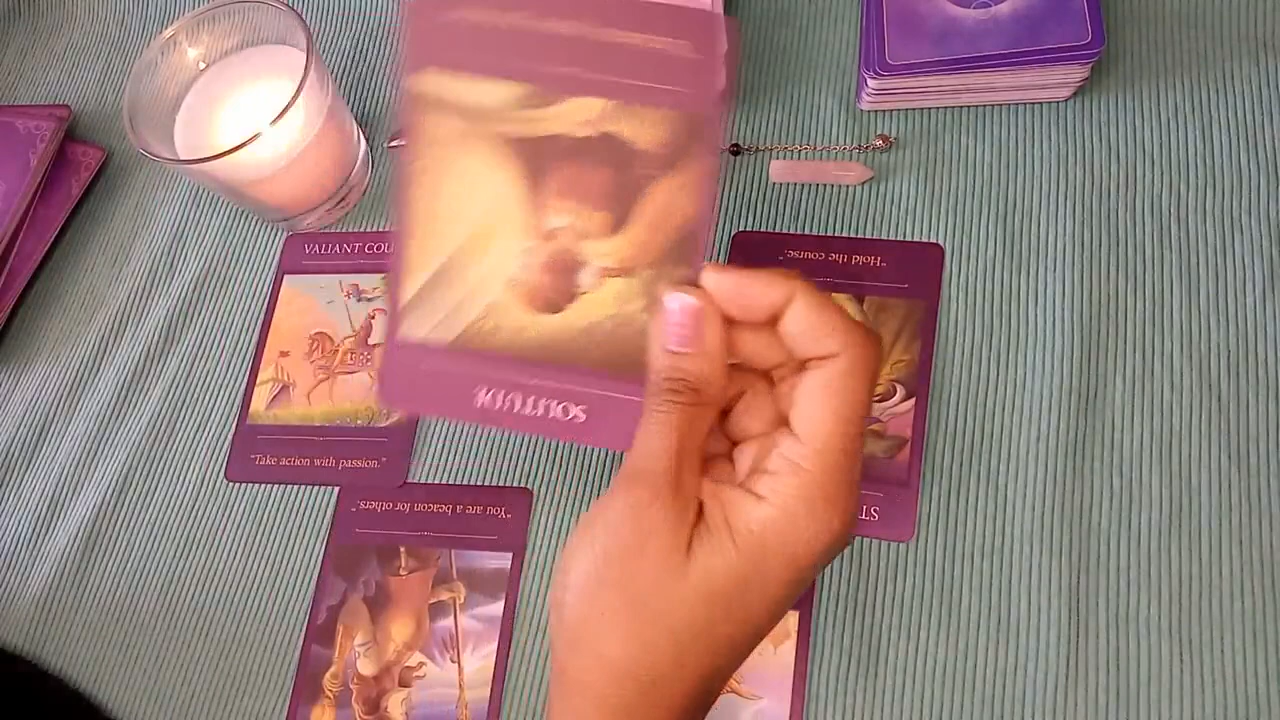 VALIANT COU
"Hold the course."
SOLITUDE
"Take action with passion."
ST
"You are a beacon for others."